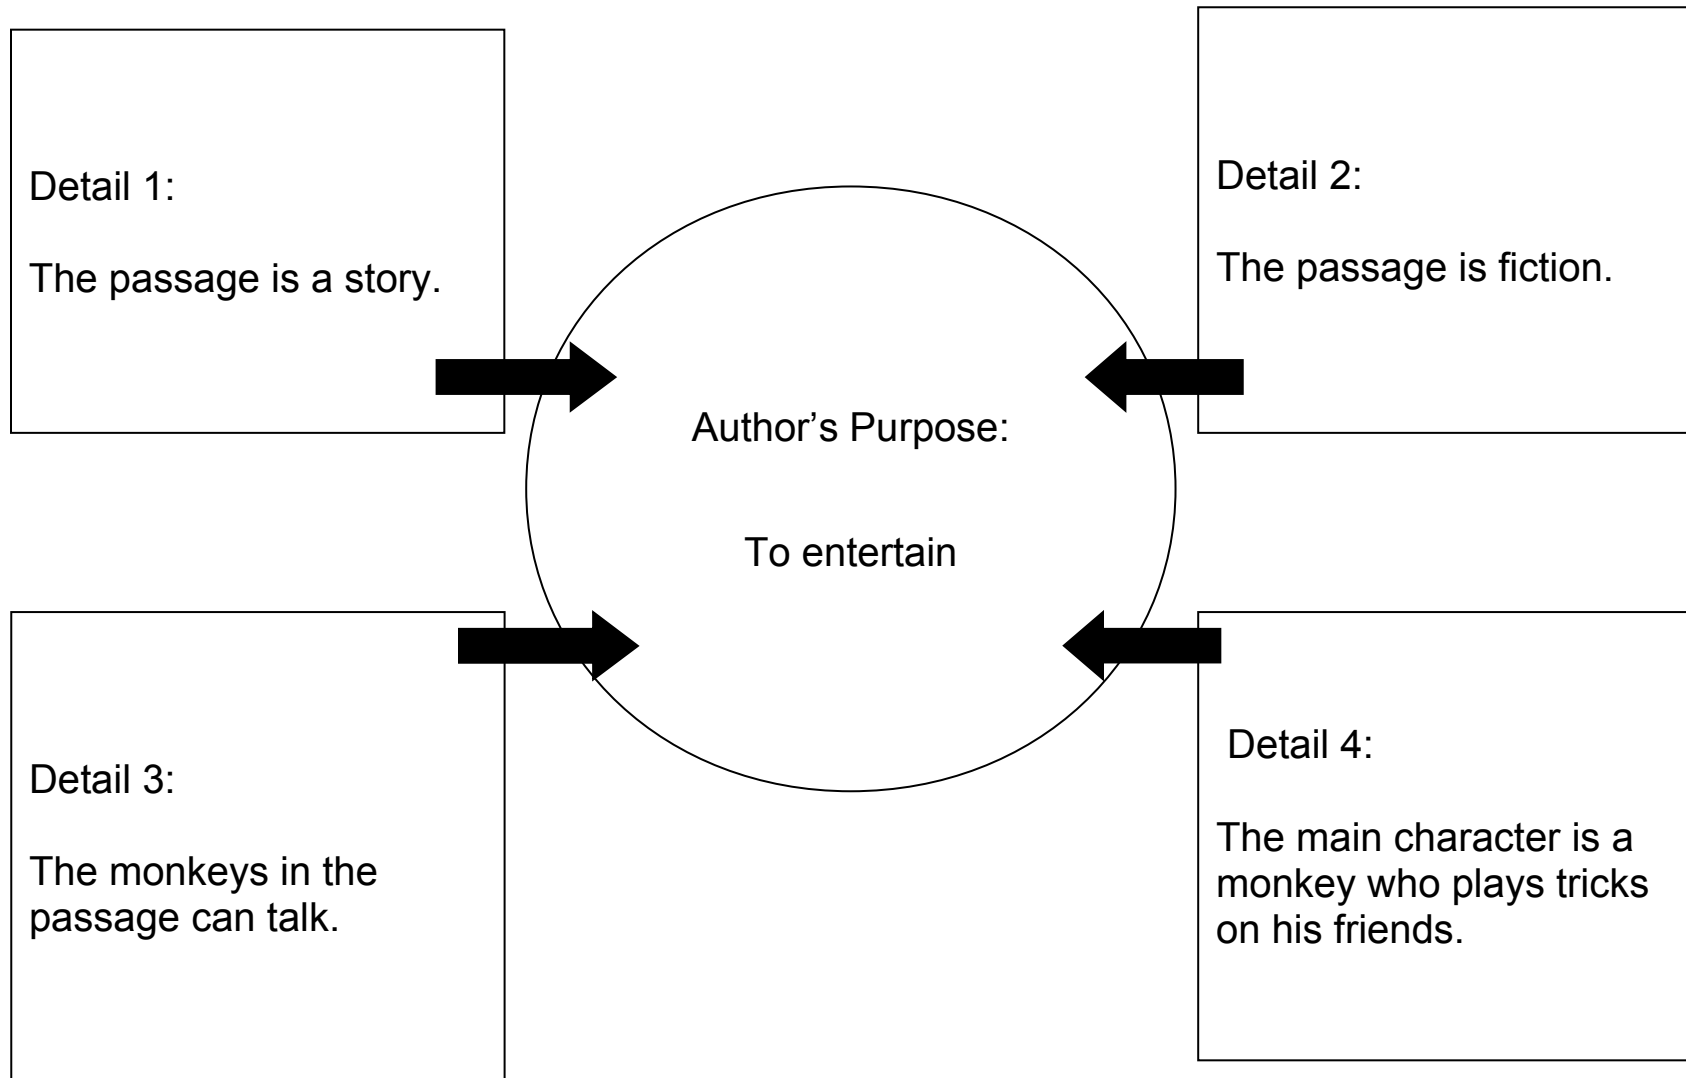 Detail 1:
The passage is a story.
Detail 2:
The passage is fiction.
Author’s Purpose:
To entertain
Detail 3:
The monkeys in the
passage can talk.
Detail 4:
The main character is a
monkey who plays tricks
on his friends.